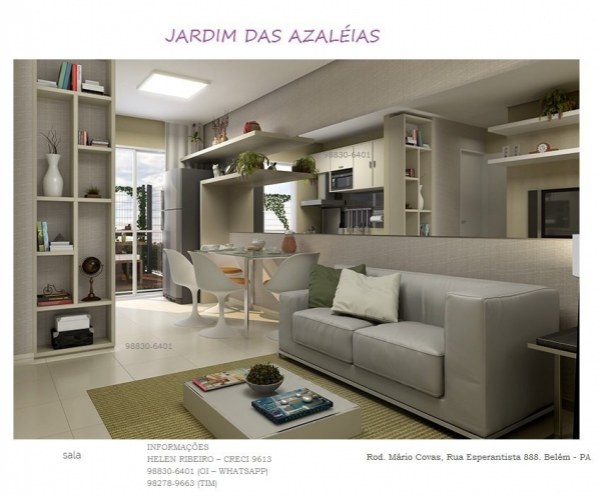 JARDIM DAS AZALÉIAS
98830-6401
98830-6401
sala
INFORMAÇÕES
HELEN RIBEIRO – CRECI 9613
98830-6401 (OI – WHATSAPP)
98278-9663 (TIM)
Rod. Mário Covas, Rua Esperantista 888. Belém - PA